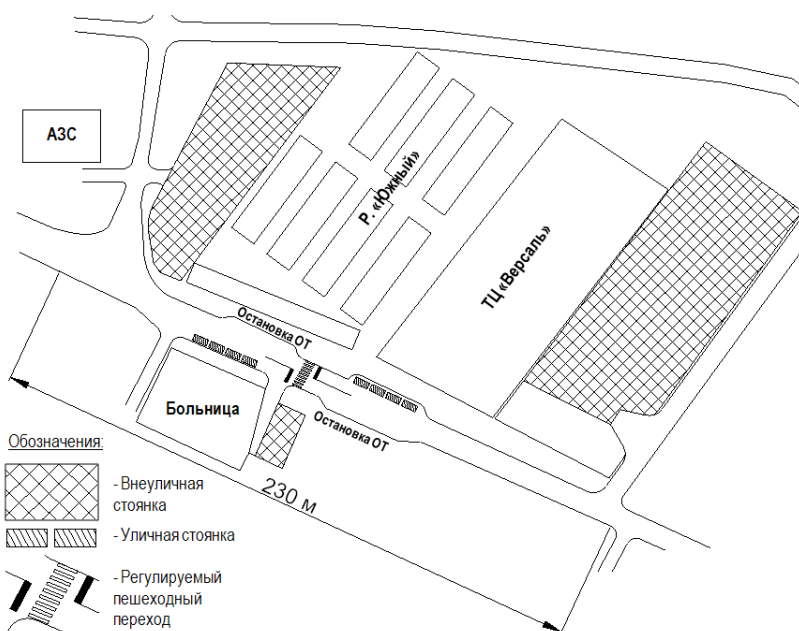 АЗС
Р. «Южный»
ТЦ «Версаль»
Остановка ОТ
Больница
Остановка ОТ
230 м
Обозначения:
- Внеуличная
стоянка
- Уличная стоянка
- Регулируемый
пешеходный
переход